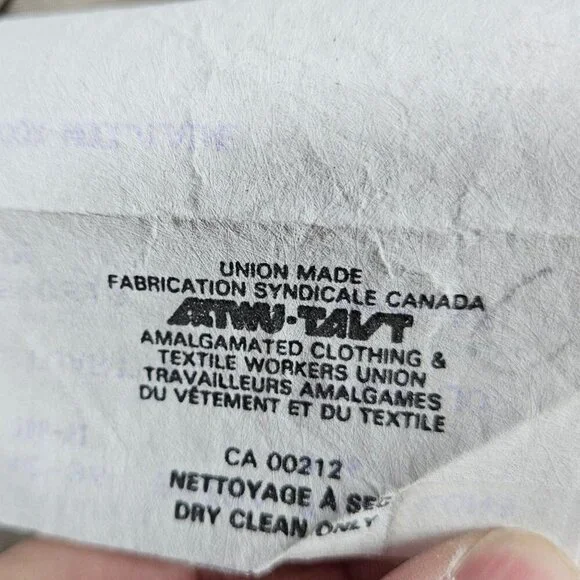 UNION MADE
FABRICATION SYNDICALE CANADA
ACTWU·TAVT
AMALGAMATED CLOTHING &
TEXTILE WORKERS UNION
TRAVAILLEURS AMALGAMES
DU VÊTEMENT ET DU TEXTILE
CA 00212
NETTOYAGE À SEC
DRY CLEAN ONLY